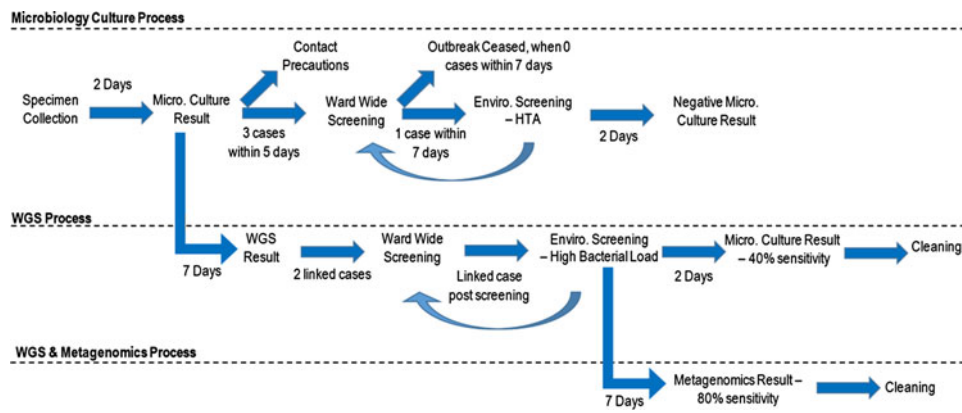 Microbiology Culture Process
Contact
Precautions
Outbreak Ceased, when 0
cases within 7 days
2 Days
Specimen
Collection
Micro. Culture
Result
Ward Wide
Screening
Enviro. Screening
– HTA
Negative Micro.
Culture Result
3 cases
within 5 days
1 case within
7 days
2 Days
WGS Process
WGS
Result
Ward Wide
Screening
Enviro. Screening
– High Bacterial Load
Micro. Culture Result
– 40% sensitivity
Cleaning
7 Days
2 linked cases
Linked case
post screening
2 Days
WGS & Metagenomics Process
Metagenomics Result –
80% sensitivity
Cleaning
7 Days